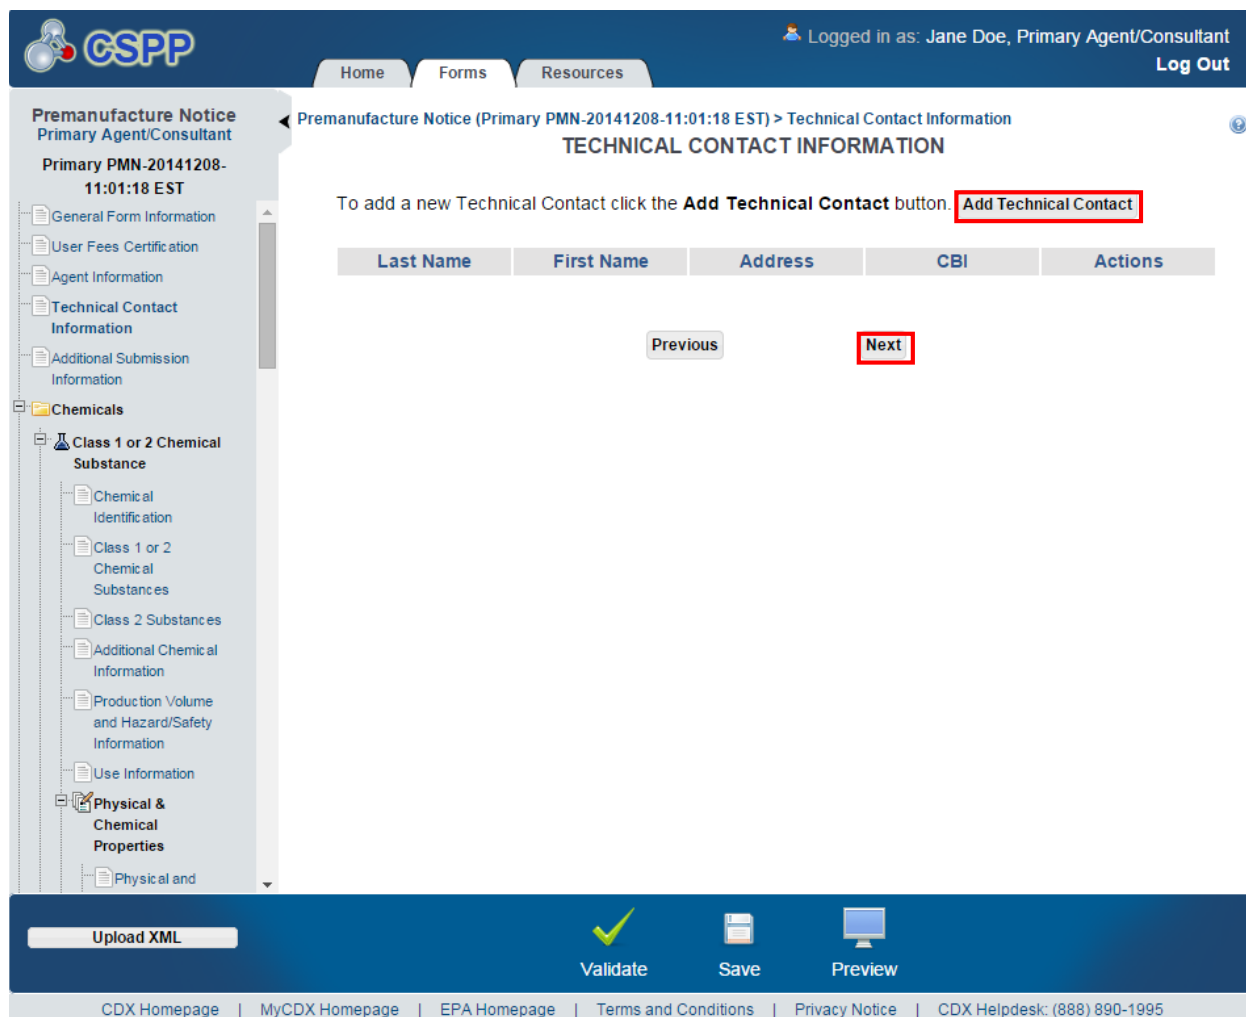 CSPP
Logged in as: Jane Doe, Primary Agent/Consultant
Log Out
Home
Forms
Resources
Premanufacture Notice
Primary Agent/Consultant
Primary PMN-20141208-
11:01:18 EST
General Form Information
User Fees Certification
Agent Information
Technical Contact
Information
Additional Submission
Information
Chemicals
Class 1 or 2 Chemical
Substance
Chemical
Identification
Class 1 or 2
Chemical
Substances
Class 2 Substances
Additional Chemical
Information
Production Volume
and Hazard/Safety
Information
Use Information
Physical &
Chemical
Properties
Physical and
Premanufacture Notice (Primary PMN-20141208-11:01:18 EST) > Technical Contact Information
TECHNICAL CONTACT INFORMATION
To add a new Technical Contact click the Add Technical Contact button. Add Technical Contact
Last Name First Name Address CBI Actions
Previous Next
Upload XML
Validate Save Preview
CDX Homepage | MyCDX Homepage | EPA Homepage | Terms and Conditions | Privacy Notice | CDX Helpdesk: (888) 890-1995